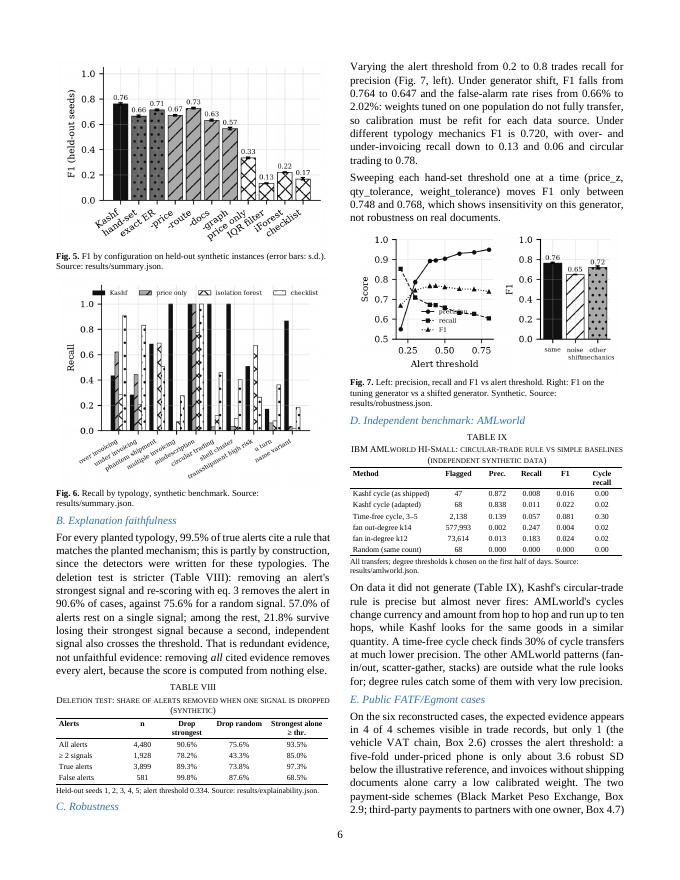 1.0
0.8
0.6
0.4
0.2
0.0
F1 (held-out seeds)
0.76
0.66
0.71
0.67
0.73
0.63
0.57
0.33
0.13
0.22
0.17
Kashf
hand-set
exact ER
-price
-route
-docs
-graph
price only
IQR filter
iForest
checklist
Fig. 5. F1 by configuration on held-out synthetic instances (error bars: s.d.).
Source: results/summary.json.
Kashf
price only
isolation forest
checklist
1.0
0.8
0.6
0.4
0.2
0.0
Recall
over invoicing
under invoicing
phantom shipment
multiple invoicing
misdescription
circular trading
shell cluster
transshipment high risk
u turn
name variant
Fig. 6. Recall by typology, synthetic benchmark. Source:
results/summary.json.
B. Explanation faithfulness
For every planted typology, 99.5% of true alerts cite a rule that
matches the planted mechanism; this is partly by construction,
since the detectors were written for these typologies. The
deletion test is stricter (Table VIII): removing an alert's
strongest signal and re-scoring with eq. 3 removes the alert in
90.6% of cases, against 75.6% for a random signal. 57.0% of
alerts rest on a single signal; among the rest, 21.8% survive
losing their strongest signal because a second, independent
signal also crosses the threshold. That is redundant evidence,
not unfaithful evidence: removing all cited evidence removes
every alert, because the score is computed from nothing else.
TABLE VIII
DELETION TEST: SHARE OF ALERTS REMOVED WHEN ONE SIGNAL IS DROPPED
(SYNTHETIC)
Alerts n Drop strongest Drop random Strongest alone ≥ thr.
All alerts 4,480 90.6% 75.6% 93.5%
≥ 2 signals 1,928 78.2% 43.3% 85.0%
True alerts 3,899 89.3% 73.8% 97.3%
False alerts 581 99.8% 87.6% 68.5%
Held-out seeds 1, 2, 3, 4, 5; alert threshold 0.334. Source: results/explainability.json.
C. Robustness
Varying the alert threshold from 0.2 to 0.8 trades recall for
precision (Fig. 7, left). Under generator shift, F1 falls from
0.764 to 0.647 and the false-alarm rate rises from 0.66% to
2.02%: weights tuned on one population do not fully transfer,
so calibration must be refit for each data source. Under
different typology mechanics F1 is 0.720, with over- and
under-invoicing recall down to 0.13 and 0.06 and circular
trading to 0.78.
Sweeping each hand-set threshold one at a time (price_z,
qty_tolerance, weight_tolerance) moves F1 only between
0.748 and 0.768, which shows insensitivity on this generator,
not robustness on real documents.
1.0
0.9
0.8
0.7
0.6
0.5
Score
precision
recall
F1
0.25
0.50
0.75
Alert threshold
1.0
0.8
0.6
0.4
0.2
0.0
F1
0.76
0.65
0.72
same
noise shift
other mechanics
Fig. 7. Left: precision, recall and F1 vs alert threshold. Right: F1 on the
tuning generator vs a shifted generator. Synthetic. Source:
results/robustness.json.
D. Independent benchmark: AMLworld
TABLE IX
IBM AMLWORLD HI-SMALL: CIRCULAR-TRADE RULE VS SIMPLE BASELINES
(INDEPENDENT SYNTHETIC DATA)
Method Flagged Prec. Recall F1 Cycle recall
Kashf cycle (as shipped) 47 0.872 0.008 0.016 0.00
Kashf cycle (adapted) 68 0.838 0.011 0.022 0.02
Time-free cycle, 3–5 2,138 0.139 0.057 0.081 0.30
fan out-degree k14 577,993 0.002 0.247 0.004 0.02
fan in-degree k12 73,614 0.013 0.183 0.024 0.02
Random (same count) 68 0.000 0.000 0.000 0.00
All transfers; degree thresholds k chosen on the first half of days. Source:
results/amlworld.json.
On data it did not generate (Table IX), Kashf's circular-trade
rule is precise but almost never fires: AMLworld's cycles
change currency and amount from hop to hop and run up to ten
hops, while Kashf looks for the same goods in a similar
quantity. A time-free cycle check finds 30% of cycle transfers
at much lower precision. The other AMLworld patterns (fan-
in/out, scatter-gather, stacks) are outside what the rule looks
for; degree rules catch some of them with very low precision.
E. Public FATF/Egmont cases
On the six reconstructed cases, the expected evidence appears
in 4 of 4 schemes visible in trade records, but only 1 (the
vehicle VAT chain, Box 2.6) crosses the alert threshold: a
five-fold under-priced phone is only about 3.6 robust SD
below the illustrative reference, and invoices without shipping
documents alone carry a low calibrated weight. The two
payment-side schemes (Black Market Peso Exchange, Box
2.9; third-party payments to partners with one owner, Box 4.7)
6